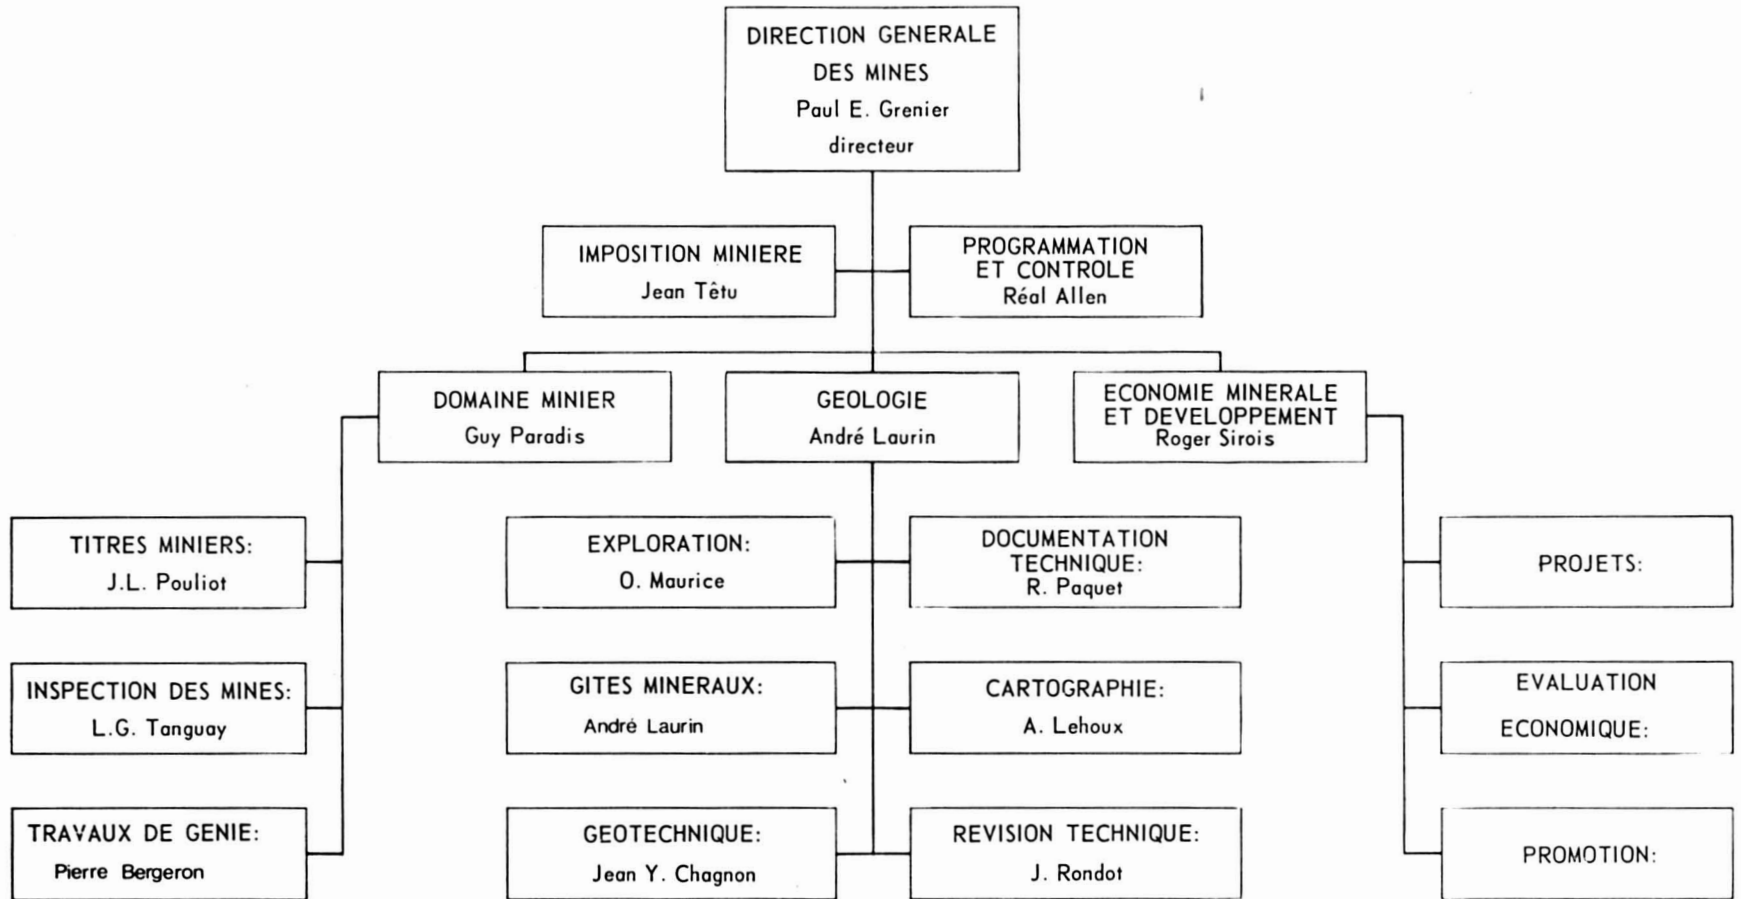 DIRECTION GENERALE
DES MINES
Paul E. Grenier
directeur
IMPOSITION MINIERE
Jean Têtu
PROGRAMMATION
ET CONTROLE
Réal Allen
DOMAINE MINIER
Guy Paradis
GEOLOGIE
André Laurin
ECONOMIE MINERALE
ET DEVELOPPEMENT
Roger Sirois
TITRES MINIERS:
J.L. Pouliot
EXPLORATION:
O. Maurice
DOCUMENTATION
TECHNIQUE:
R. Paquet
PROJETS:
INSPECTION DES MINES:
L.G. Tanguay
GITES MINERAUX:
André Laurin
CARTOGRAPHIE:
A. Lehoux
EVALUATION
ECONOMIQUE:
TRAVAUX DE GENIE:
Pierre Bergeron
GEOTECHNIQUE:
Jean Y. Chagnon
REVISION TECHNIQUE:
J. Rondot
PROMOTION: